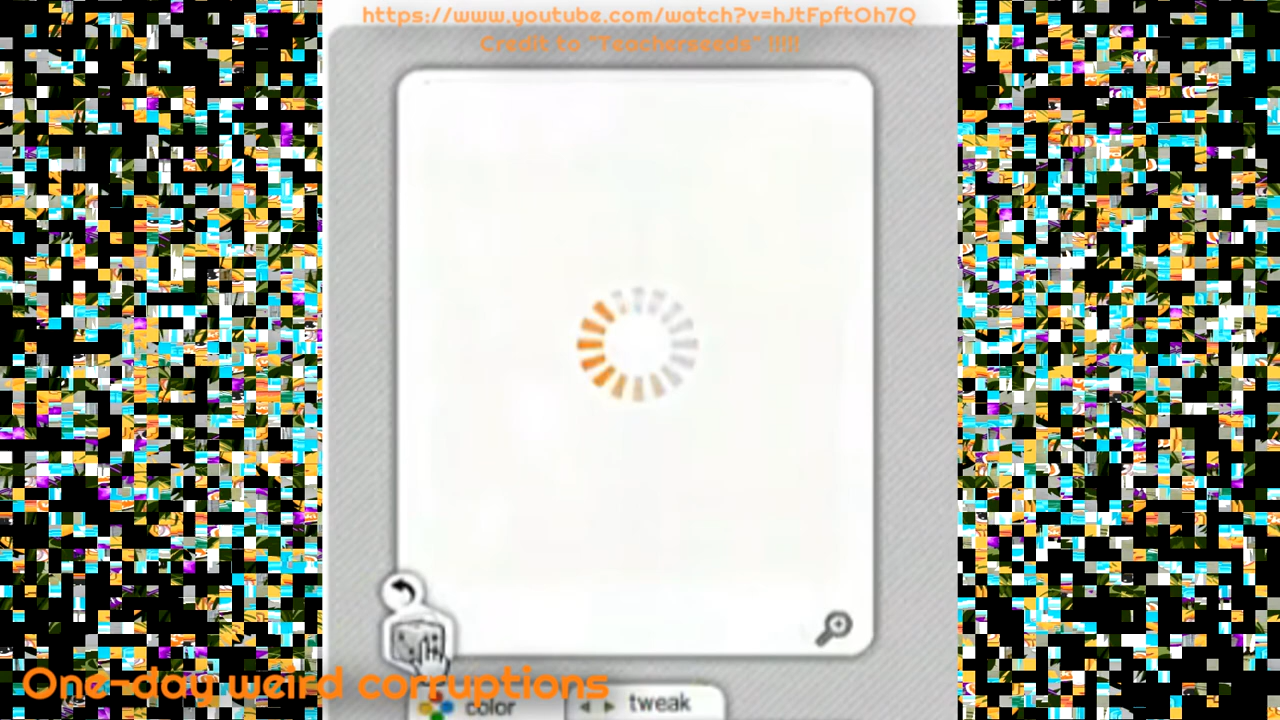 https://www.youtube.com/watch?v=hJtFpftOh7Q
Credit to "Teacherseeds" !!!!!
One-day weird corruptions
color
tweak